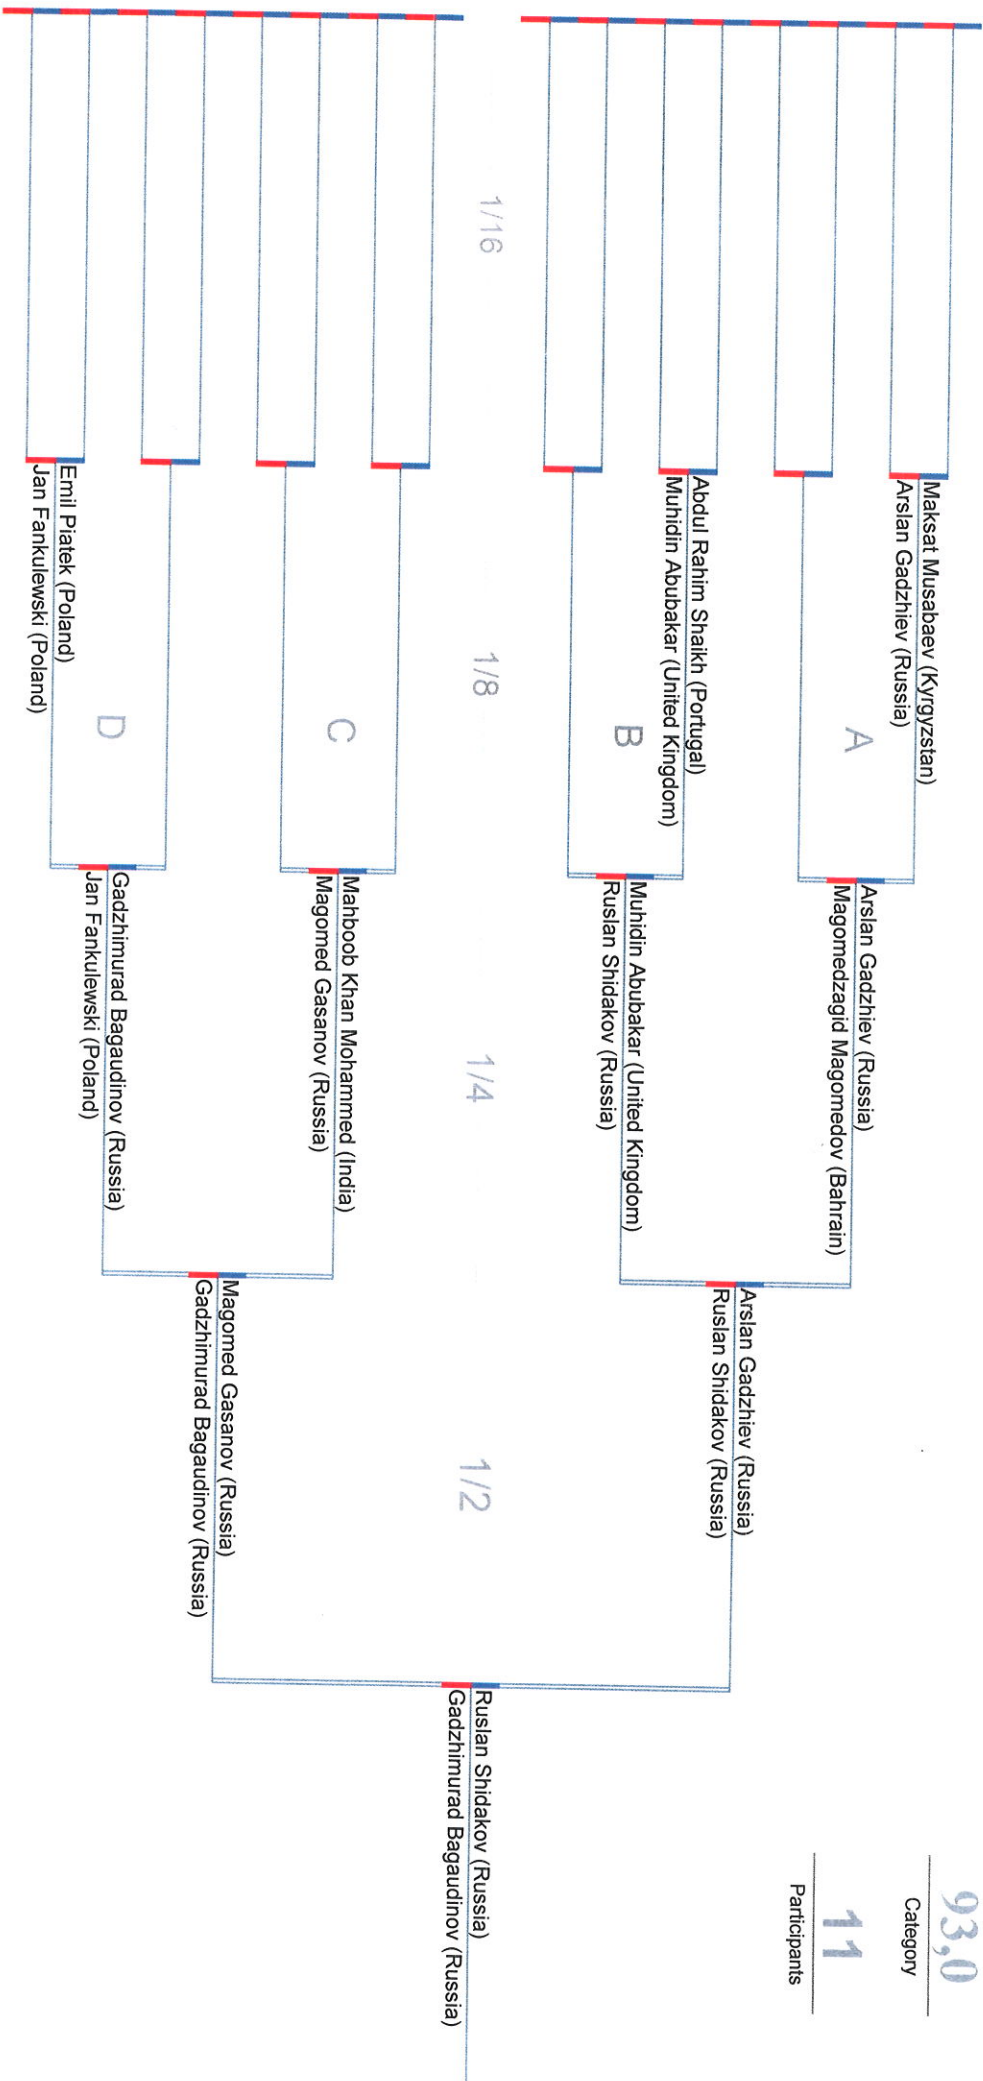 93,0
Category
11
Participants
1/16
1/8
1/4
1/2
Maksat Musabaev (Kyrgyzstan)
Arslan Gadzhiev (Russia)
A
Abdul Rahim Shaikh (Portugal)
Muhidin Abubakar (United Kingdom)
B
C
Emil Piatek (Poland)
Jan Fankulewski (Poland)
D
Arslan Gadzhiev (Russia)
Magomedzagid Magomedov (Bahrain)
Muhidin Abubakar (United Kingdom)
Ruslan Shidakov (Russia)
Mahboob Khan Mohammed (India)
Magomed Gasanov (Russia)
Gadzhimurad Bagaudinov (Russia)
Jan Fankulewski (Poland)
Arslan Gadzhiev (Russia)
Ruslan Shidakov (Russia)
Magomed Gasanov (Russia)
Gadzhimurad Bagaudinov (Russia)
Ruslan Shidakov (Russia)
Gadzhimurad Bagaudinov (Russia)